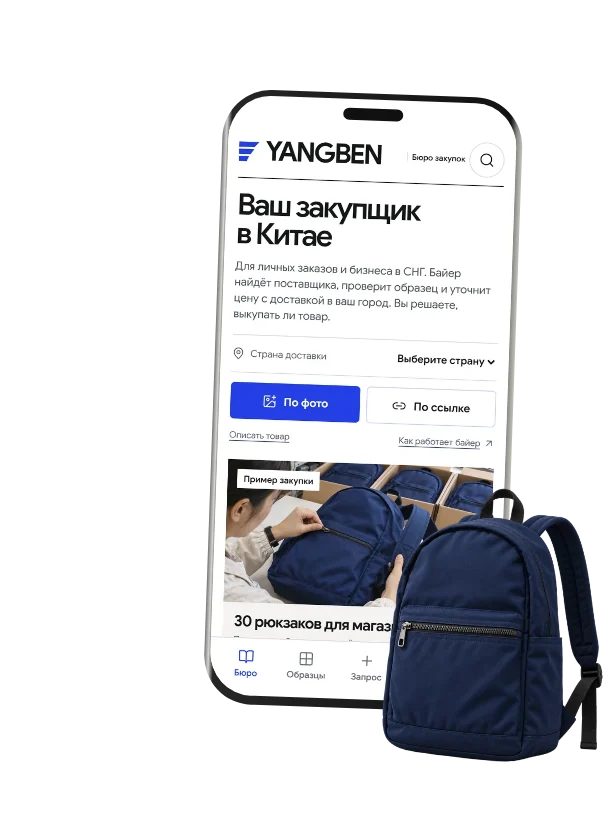 YANGBEN
Бюро закупок
Ваш закупщик
в Китае
Для личных заказов и бизнеса в СНГ. Байер
найдёт поставщика, проверит образец и уточнит
цену с доставкой в ваш город. Вы решаете,
выкупать ли товар.
Страна доставки
Выберите страну
По фото
По ссылке
Описать товар
Как работает байер
Пример закупки
30 рюкзаков для
Бюро
Образцы
Запрос